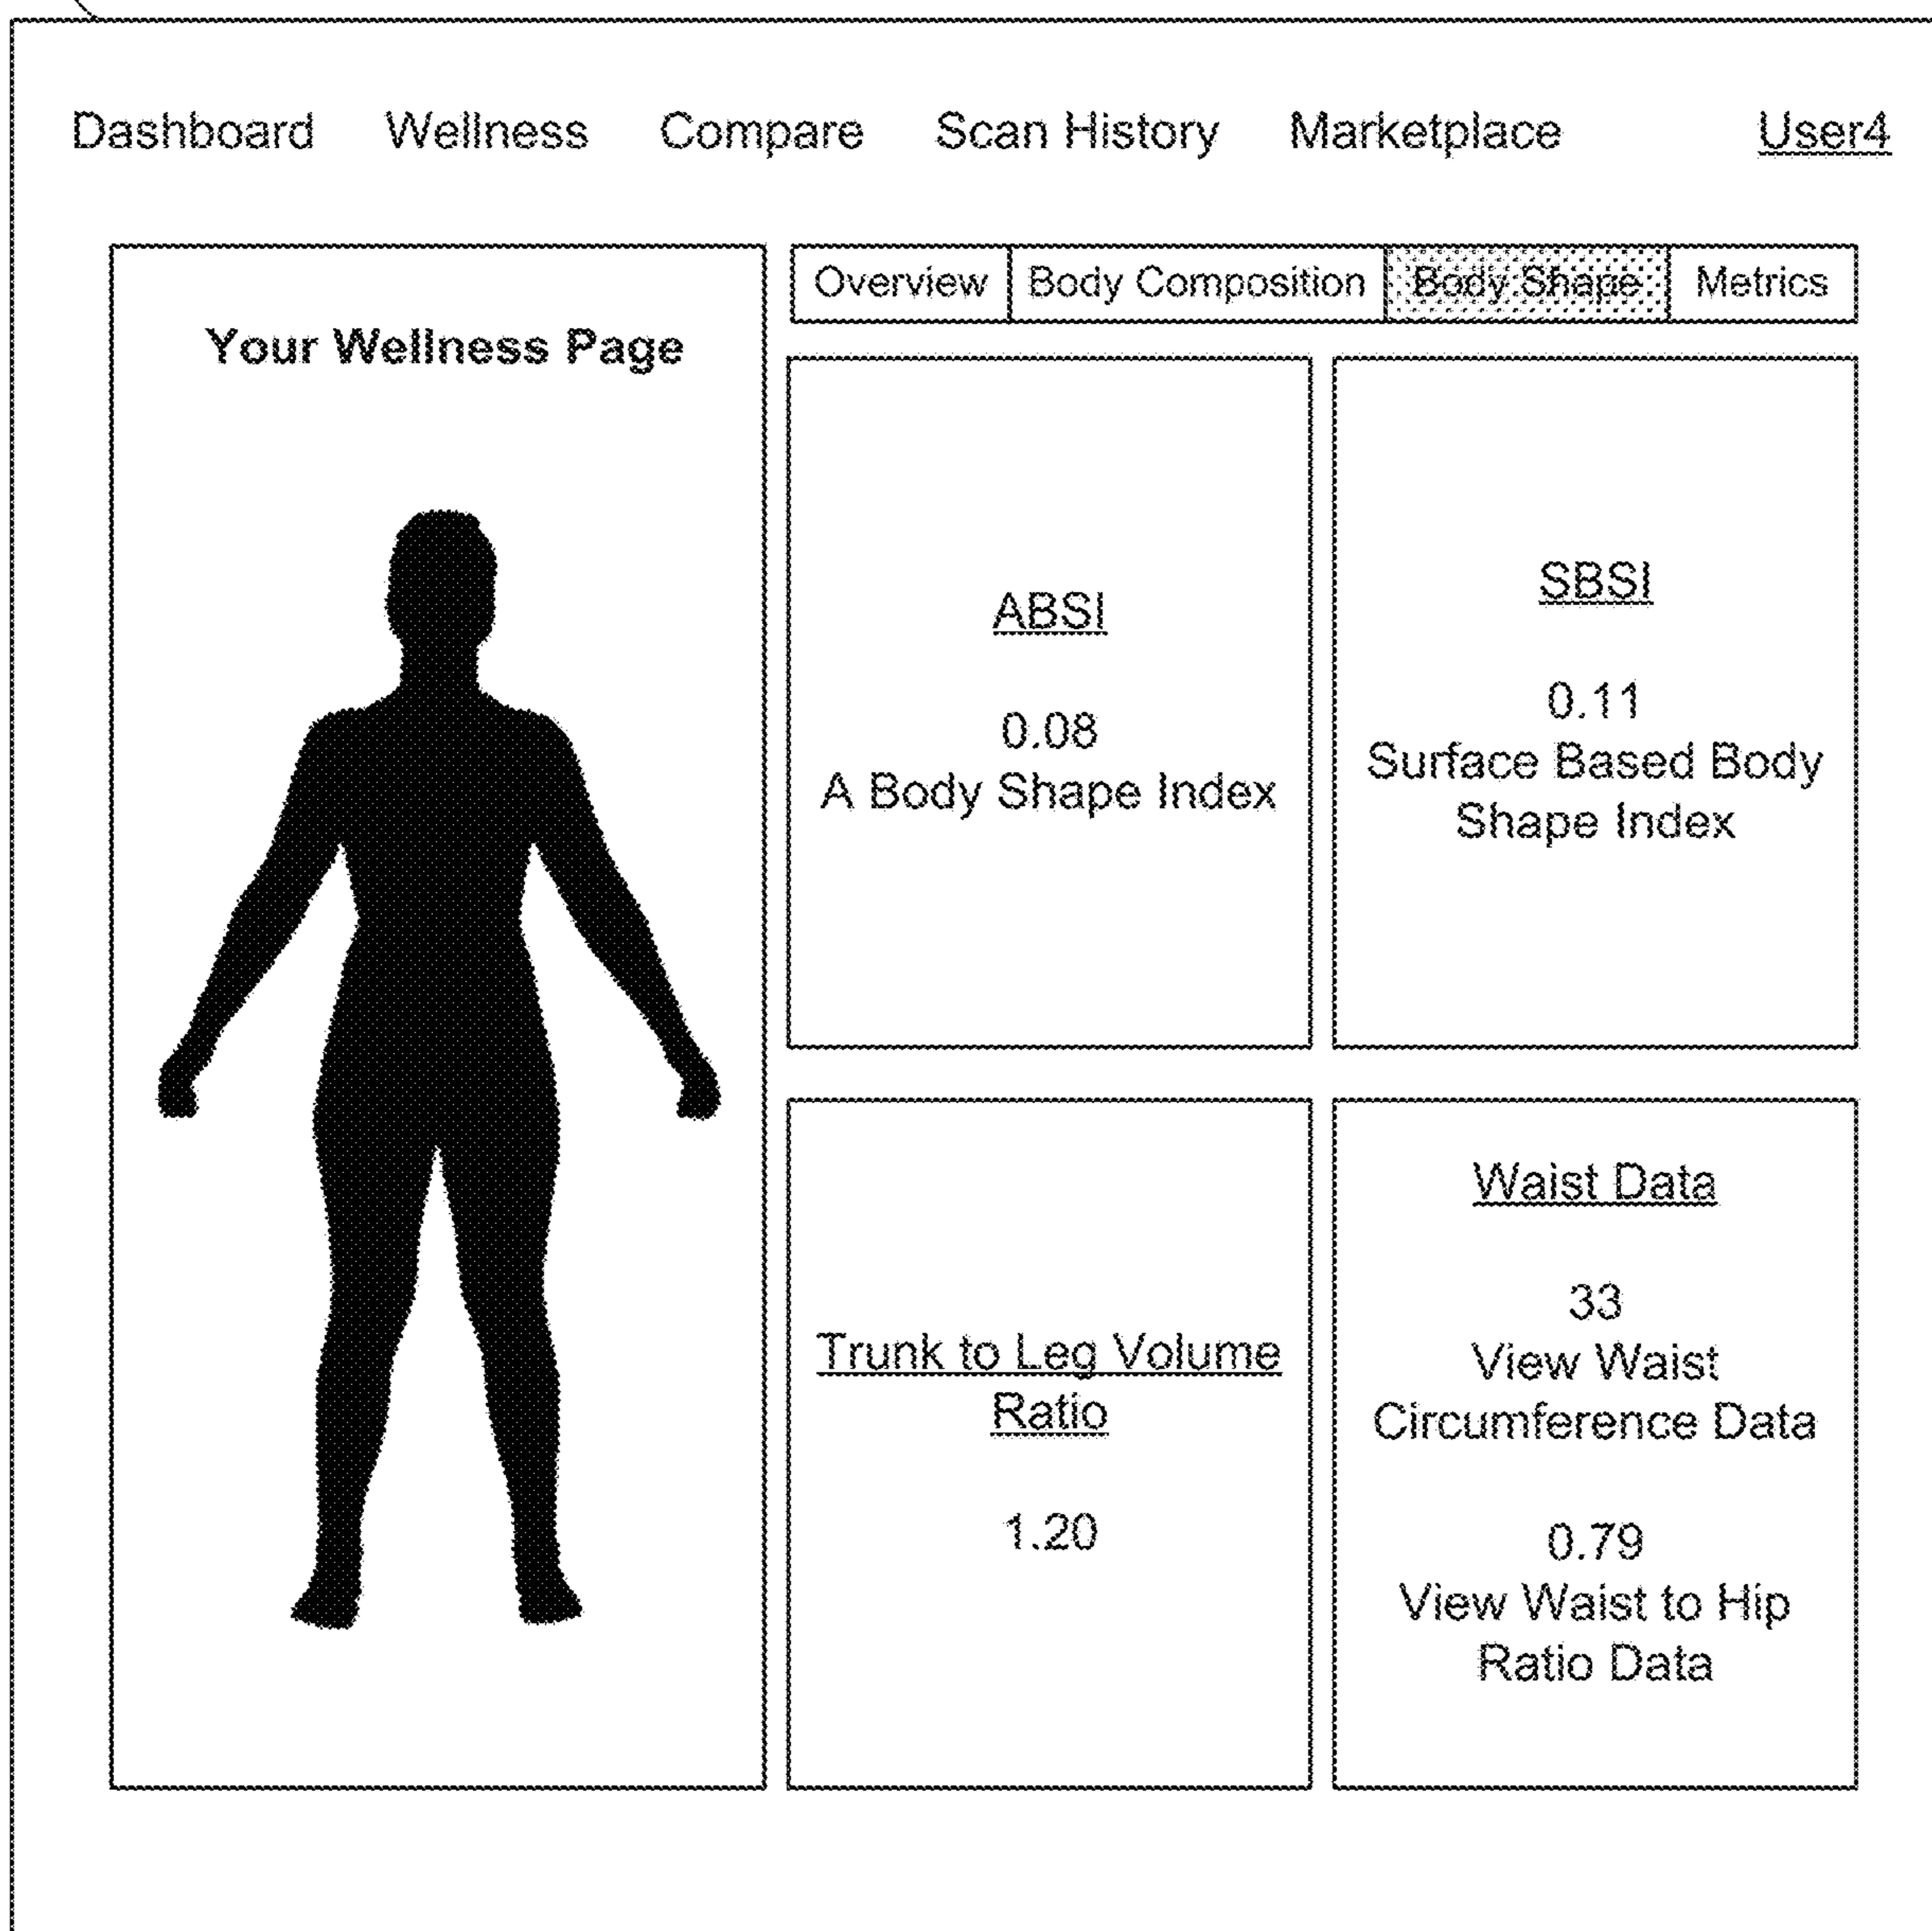 Dashboard Wellness Compare Scan History Marketplace User4
Your Wellness Page
Overview Body Composition Body Shape Metrics
ABSI
0.08
A Body Shape Index
SBSI
0.11
Surface Based Body
Shape Index
Trunk to Leg Volume
Ratio
1.20
Waist Data
33
View Waist
Circumference Data
0.79
View Waist to Hip
Ratio Data